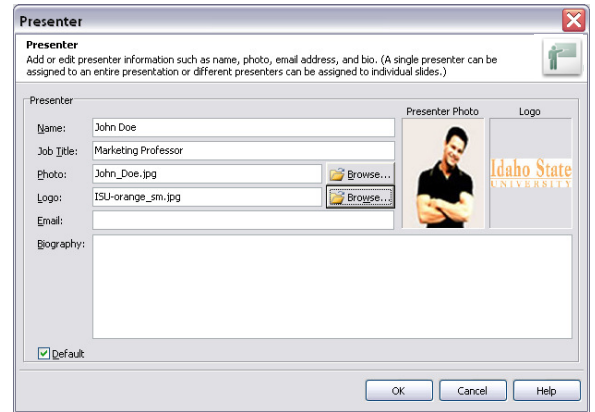 Presenter
Presenter
Add or edit presenter information such as name, photo, email address, and bio. (A single presenter can be
assigned to an entire presentation or different presenters can be assigned to individual slides.)
Presenter
Presenter Photo
Logo
Name:
John Doe
Job Title:
Marketing Professor
Photo:
John_Doe.jpg
Browse...
Logo:
ISU-orange_sm.jpg
Browse...
Idaho State
UNIVERSITY
Email:
Biography:
Default
OK
Cancel
Help